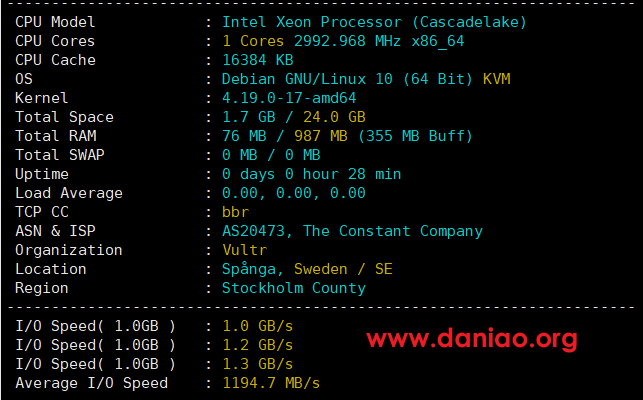 CPU Model : Intel Xeon Processor (Cascadelake)
CPU Cores : 1 Cores 2992.968 MHz x86_64
CPU Cache : 16384 KB
OS : Debian GNU/Linux 10 (64 Bit) KVM
Kernel : 4.19.0-17-amd64
Total Space : 1.7 GB / 24.0 GB
Total RAM : 76 MB / 987 MB (355 MB Buff)
Total SWAP : 0 MB / 0 MB
Uptime : 0 days 0 hour 28 min
Load Average : 0.00, 0.00, 0.00
TCP CC : bbr
ASN & ISP : AS20473, The Constant Company
Organization : Vultr
Location : Spånga, Sweden / SE
Region : Stockholm County
I/O Speed( 1.0GB ) : 1.0 GB/s
I/O Speed( 1.0GB ) : 1.2 GB/s
I/O Speed( 1.0GB ) : 1.3 GB/s
Average I/O Speed : 1194.7 MB/s
www.daniao.org